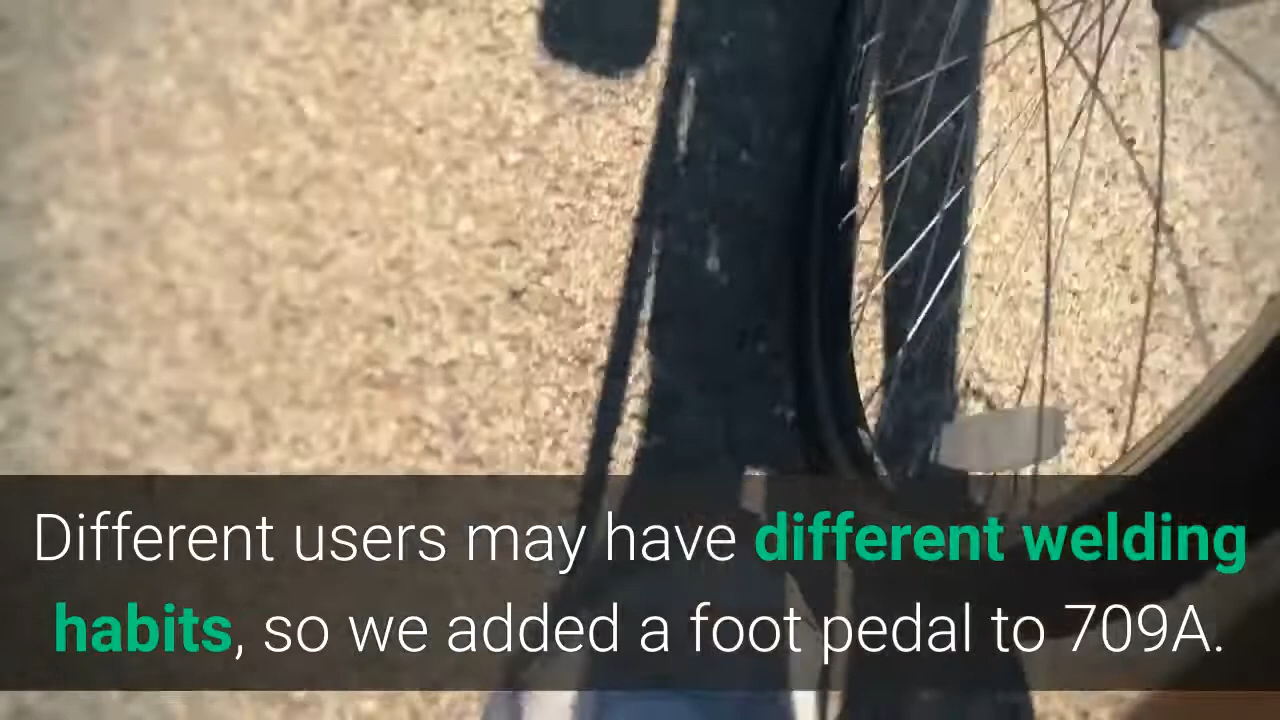 Different users may have different welding
habits, so we added a foot pedal to 709A.